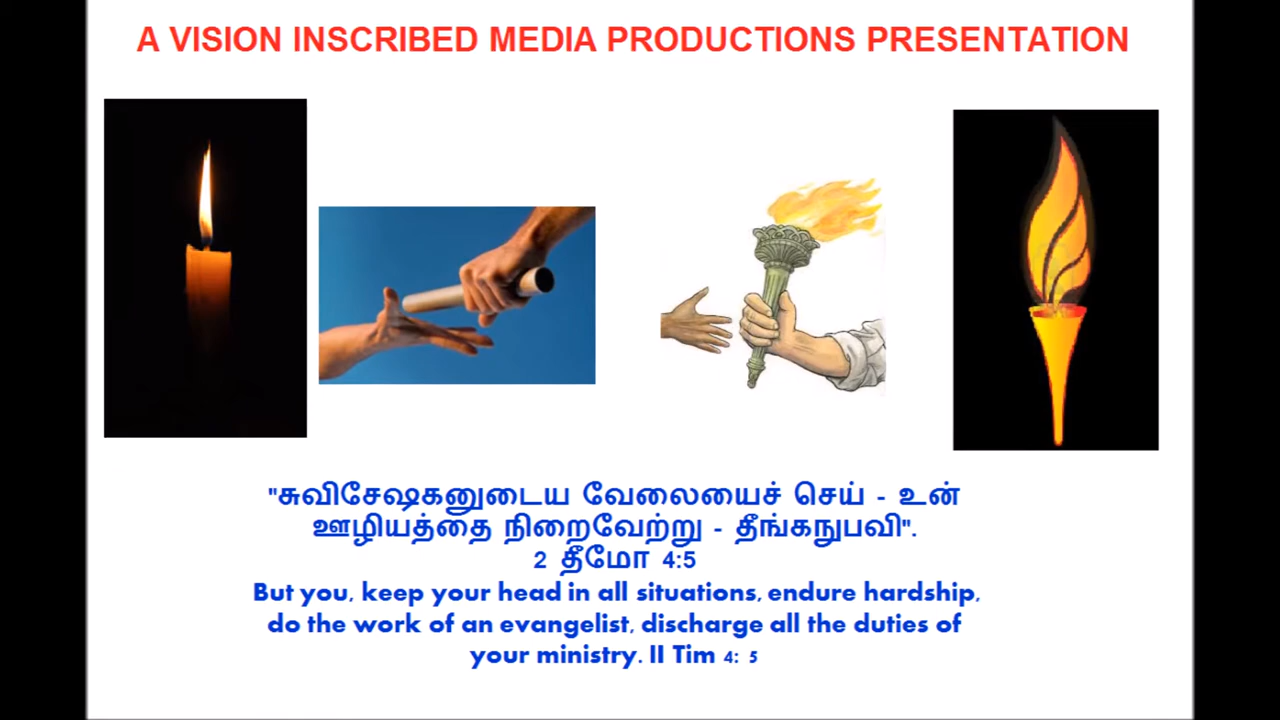 A VISION INSCRIBED MEDIA PRODUCTIONS PRESENTATION
"சுவிசேஷகனுடைய வேலையைச் செய் - உன்
ஊழியத்தை நிறைவேற்று - தீங்கநுபவி".
2 தீமோ 4:5
But you, keep your head in all situations, endure hardship,
do the work of an evangelist, discharge all the duties of
your ministry. II Tim 4: 5